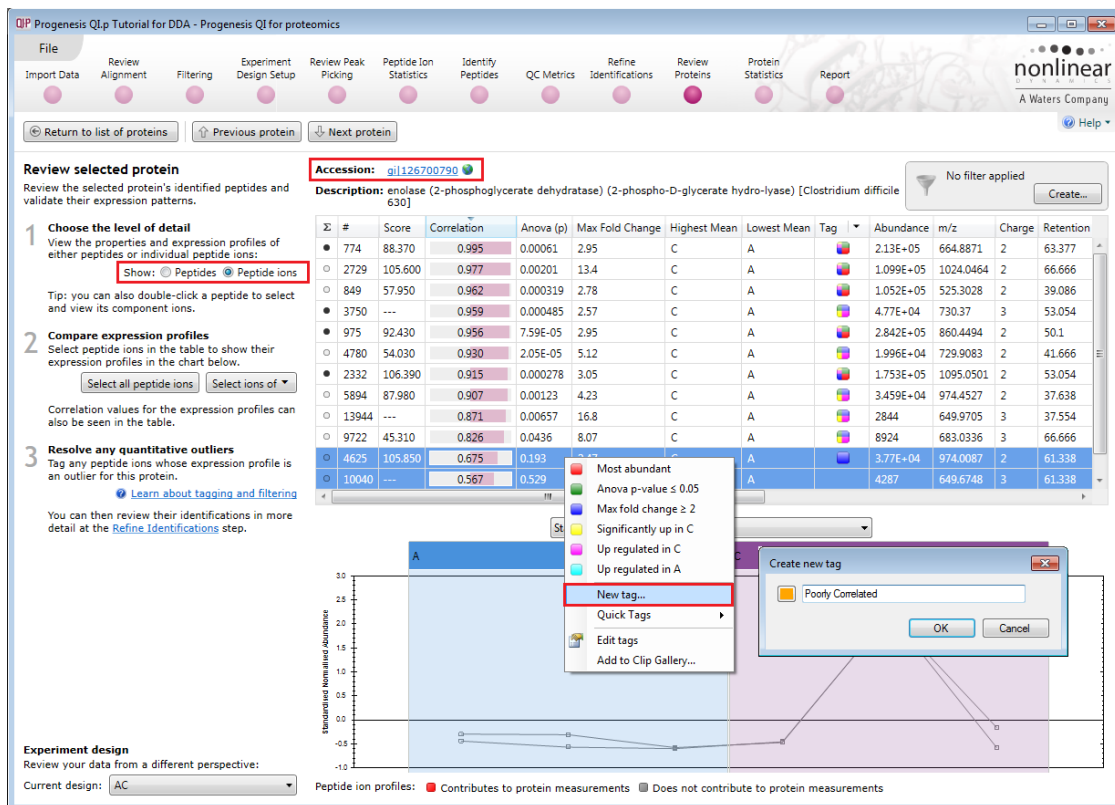 QIP Progenesis QI.p Tutorial for DDA - Progenesis QI for proteomics
File
Import Data
Review Alignment
Filtering
Experiment Design Setup
Review Peak Picking
Peptide Ion Statistics
Identify Peptides
QC Metrics
Refine Identifications
Review Proteins
Protein Statistics
Report
nonlinear
DYNAMICS
A Waters Company
Return to list of proteins
Previous protein
Next protein
Help
Review selected protein
Review the selected protein's identified peptides and
validate their expression patterns.
1 Choose the level of detail
View the properties and expression profiles of
either peptides or individual peptide ions:
Show: Peptides Peptide ions
Tip: you can also double-click a peptide to select
and view its component ions.
2 Compare expression profiles
Select peptide ions in the table to show their
expression profiles in the chart below.
Select all peptide ions Select ions of
Correlation values for the expression profiles can
also be seen in the table.
3 Resolve any quantitative outliers
Tag any peptide ions whose expression profile is
an outlier for this protein.
Learn about tagging and filtering
You can then review their identifications in more
detail at the Refine Identifications step.
Experiment design
Review your data from a different perspective:
Current design: AC
Accession: gi|126700790
Description: enolase (2-phosphoglycerate dehydratase) (2-phospho-D-glycerate hydro-lyase) [Clostridium difficile
630]
No filter applied
Create...
Σ # Score Correlation Anova (p) Max Fold Change Highest Mean Lowest Mean Tag Abundance m/z Charge Retention
774 88.370 0.995 0.00061 2.95 C A 2.13E+05 664.8871 2 63.377
2729 105.600 0.977 0.00201 13.4 C A 1.099E+05 1024.0464 2 66.666
849 57.950 0.962 0.000319 2.78 C A 1.052E+05 525.3028 2 39.086
3750 --- 0.959 0.000485 2.57 C A 4.77E+04 730.37 3 53.054
975 92.430 0.956 7.59E-05 2.95 C A 2.842E+05 860.4494 2 50.1
4780 54.030 0.930 2.05E-05 5.12 C A 1.996E+04 729.9083 2 41.666
2332 106.390 0.915 0.000278 3.05 C A 1.753E+05 1095.0501 2 53.054
5894 87.980 0.907 0.00123 4.23 C A 3.459E+04 974.4527 2 37.638
13944 --- 0.871 0.00657 16.8 C A 2844 649.9705 3 37.554
9722 45.310 0.826 0.0436 8.07 C A 8924 683.0336 3 66.666
4625 105.850 0.675 0.193 A 3.77E+04 974.0087 2 61.338
10040 --- 0.567 0.529 A 4287 649.6748 3 61.338
Most abundant
Anova p-value ≤ 0.05
Max fold change ≥ 2
Significantly up in C
Up regulated in C
Up regulated in A
New tag...
Quick Tags
Edit tags
Add to Clip Gallery...
Create new tag
Poorly Correlated
OK Cancel
St
A
C
Standardised Normalised Abundance
3.0
2.5
2.0
1.5
1.0
0.5
0.0
-0.5
-1.0
Peptide ion profiles: Contributes to protein measurements Does not contribute to protein measurements